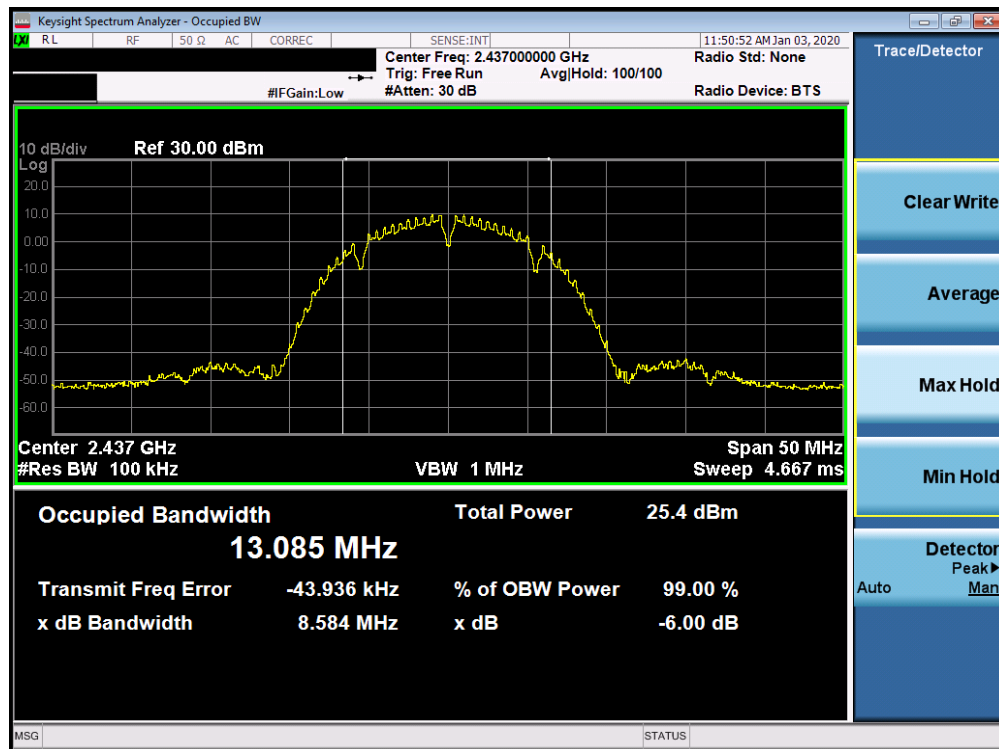 Keysight Spectrum Analyzer - Occupied BW
LXI RL RF 50 Ω AC CORREC SENSE:INT 11:50:52 AM Jan 03, 2020
Center Freq: 2.437000000 GHz Radio Std: None
Trig: Free Run Avg|Hold: 100/100
#IFGain:Low #Atten: 30 dB Radio Device: BTS
10 dB/div Ref 30.00 dBm
Log
20.0
10.0
0.00
-10.0
-20.0
-30.0
-40.0
-50.0
-60.0
Center 2.437 GHz Span 50 MHz
#Res BW 100 kHz VBW 1 MHz Sweep 4.667 ms
Occupied Bandwidth Total Power 25.4 dBm
13.085 MHz
Transmit Freq Error -43.936 kHz % of OBW Power 99.00 %
x dB Bandwidth 8.584 MHz x dB -6.00 dB
MSG STATUS
Trace/Detector
Clear Write
Average
Max Hold
Min Hold
Detector
Peak▶
Auto Man